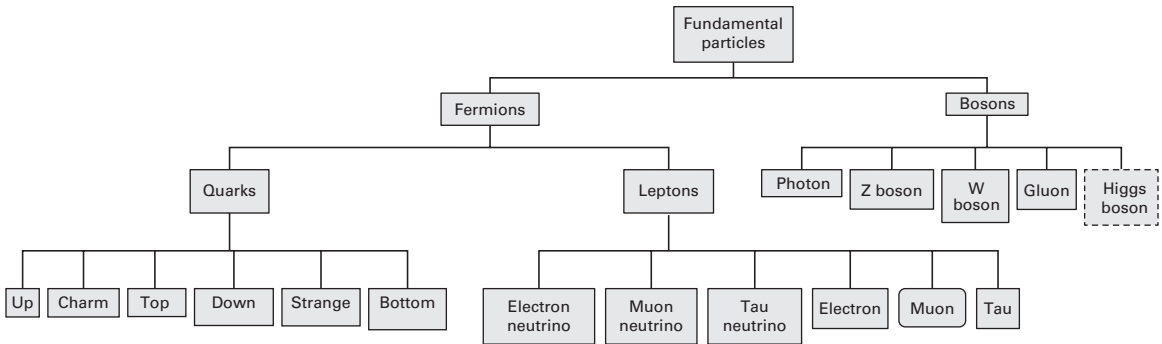 Fundamental
particles
Fermions
Bosons
Quarks
Leptons
Photon
Z boson
W
boson
Gluon
Higgs
boson
Up
Charm
Top
Down
Strange
Bottom
Electron
neutrino
Muon
neutrino
Tau
neutrino
Electron
Muon
Tau